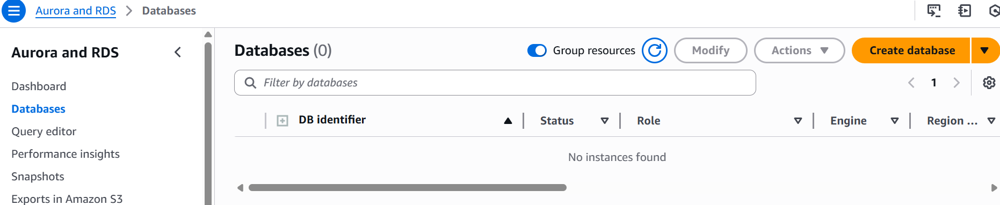 Aurora and RDS > Databases
Aurora and RDS
Dashboard
Databases
Query editor
Performance insights
Snapshots
Exports in Amazon S3
Databases (0)
Group resources
Modify
Actions
Create database
Filter by databases
1
DB identifier
Status
Role
Engine
Region ...
No instances found